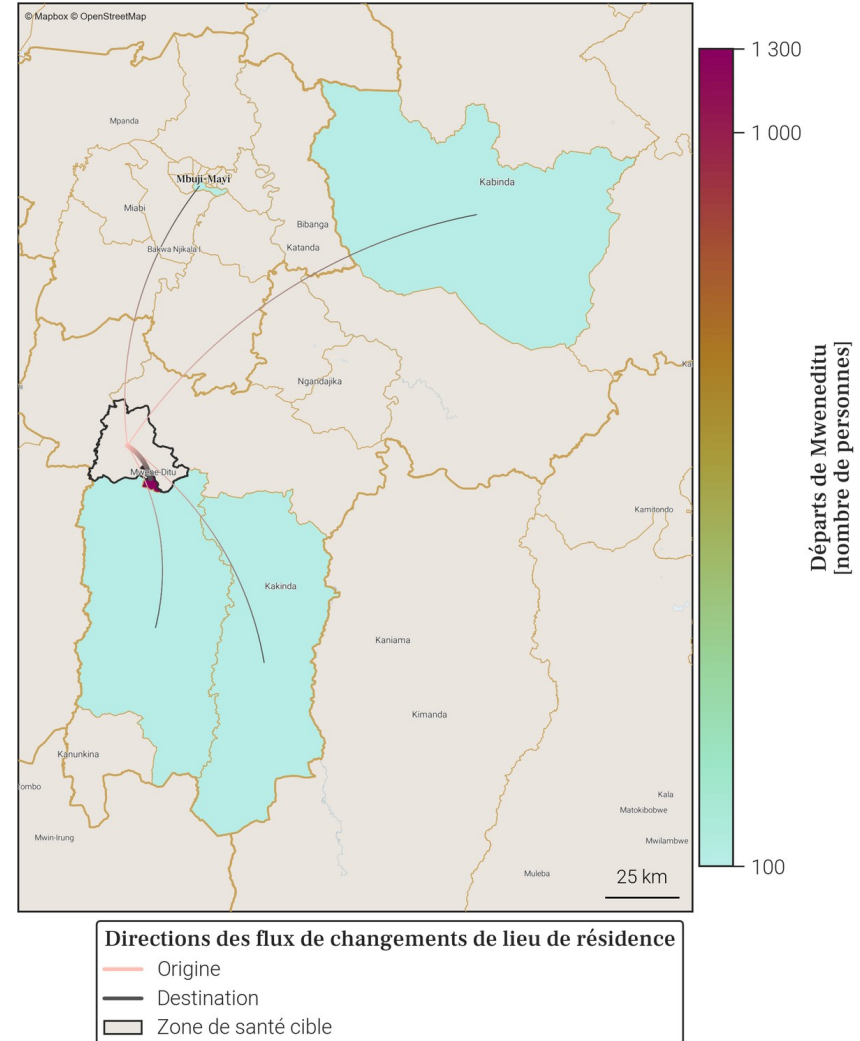 © Mapbox © OpenStreetMap
Mpanda
Mbuji-Mayi
Kabinda
Miabi
Bibanga
Bakwa Njikala I
Katanda
Ngandajika
Mwene-Ditu
Kamitondo
Kakinda
Kaniama
Kimanda
Kanunkina
ombo
Kala
Matokibobwe
Mwin-Irung
Mwilambwe
Muleba
25 km
1 300
1 000
100
Départs de Mweneditu
[nombre de personnes]
Directions des flux de changements de lieu de résidence
Origine
Destination
Zone de santé cible